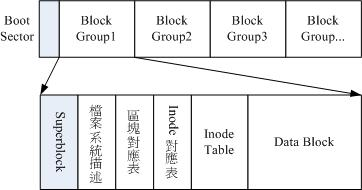 Boot
Sector
Block
Group1
Block
Group2
Block
Group3
Block
Group...
Superblock
檔案系統描述
區塊對應表
Inode 對應表
Inode
Table
Data Block